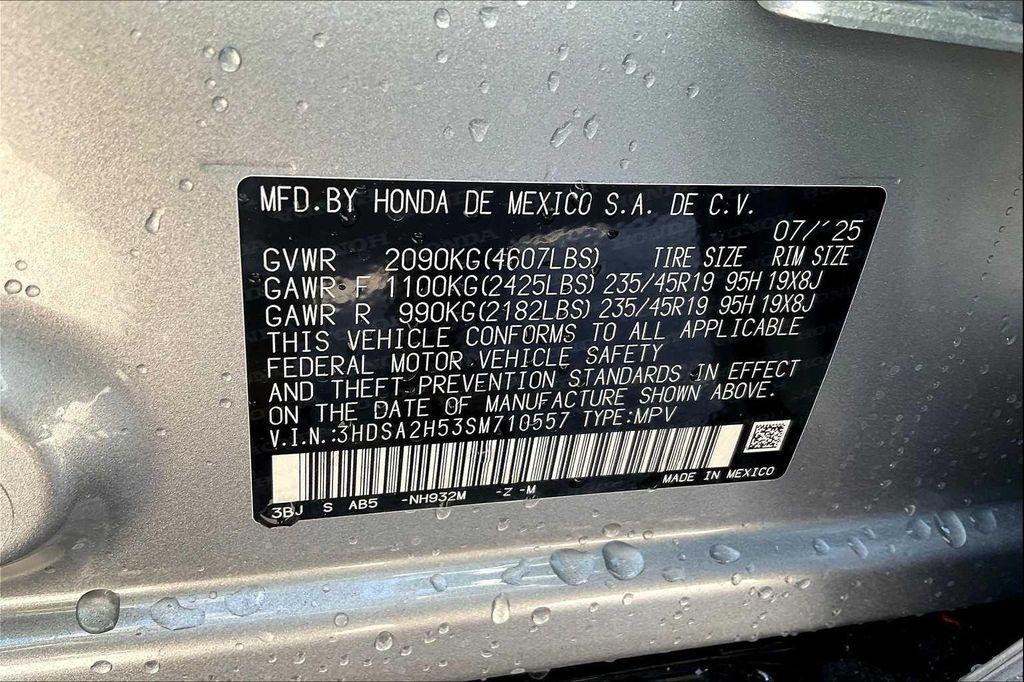 MFD.BY HONDA DE MEXICO S.A. DE C.V.
07/'25
GVWR 2090KG(4607LBS) TIRE SIZE RIM SIZE
GAWR F 1100KG(2425LBS) 235/45R19 95H 19X8J
GAWR R 990KG(2182LBS) 235/45R19 95H 19X8J
THIS VEHICLE CONFORMS TO ALL APPLICABLE
FEDERAL MOTOR VEHICLE SAFETY
AND THEFT PREVENTION STANDARDS IN EFFECT
ON THE DATE OF MANUFACTURE SHOWN ABOVE.
V.I.N.:3HDSA2H53SM710557 TYPE:MPV
MADE IN MEXICO
3BJ S AB5 -NH932M -Z -M